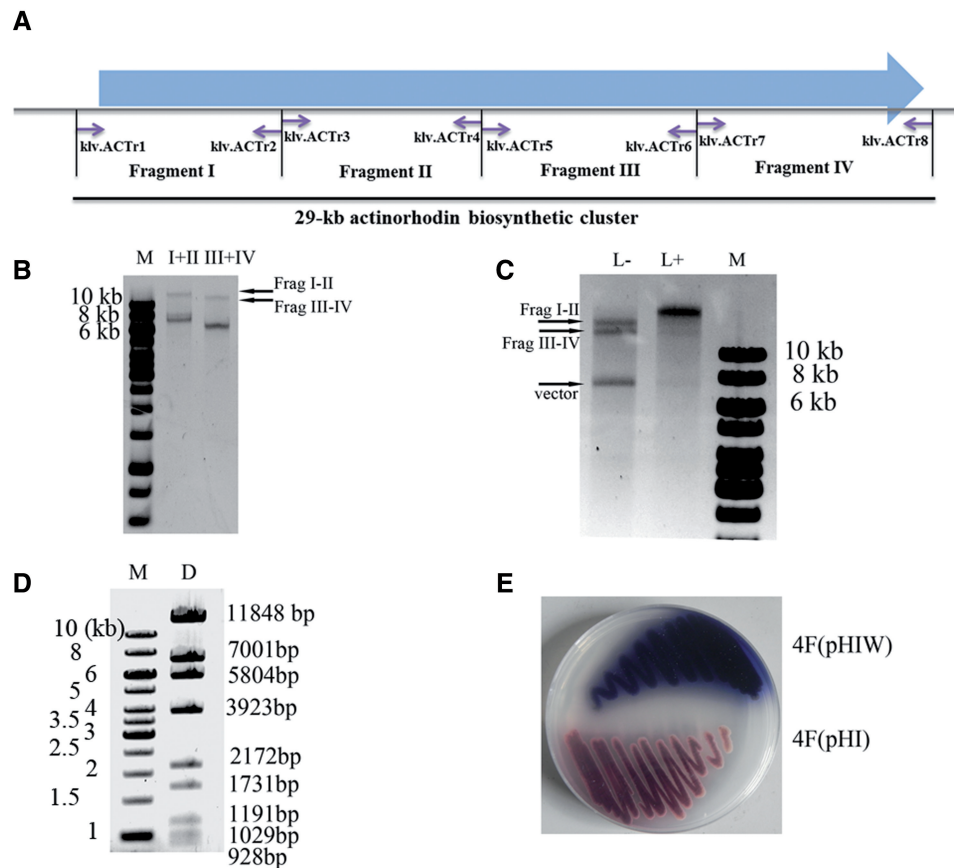 A
klv.ACTr1
klv.ACTr2
klv.ACTr3
klv.ACTr4
klv.ACTr5
klv.ACTr6
klv.ACTr7
klv.ACTr8
Fragment I
Fragment II
Fragment III
Fragment IV
29-kb actinorhodin biosynthetic cluster
B
M I+II III+IV
10 kb
8 kb
6 kb
Frag I-II
Frag III-IV
C
L- L+ M
Frag I-II
Frag III-IV
vector
10 kb
8 kb
6 kb
D
M D
10 (kb)
8
6
5
4
3.5
3
2.5
2
1.5
1
11848 bp
7001bp
5804bp
3923bp
2172bp
1731bp
1191bp
1029bp
928bp
E
4F(pHIW)
4F(pHI)